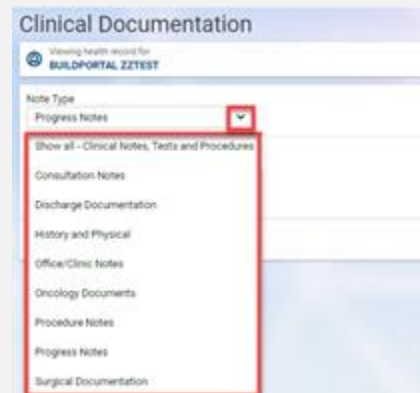 Clinical Documentation
Viewing health record for
BUILDPORTAL ZZTEST
Note Type
Progress Notes
Show all - Clinical Notes, Tests and Procedures
Consultation Notes
Discharge Documentation
History and Physical
Office/Clinic Notes
Oncology Documents
Procedure Notes
Progress Notes
Surgical Documentation